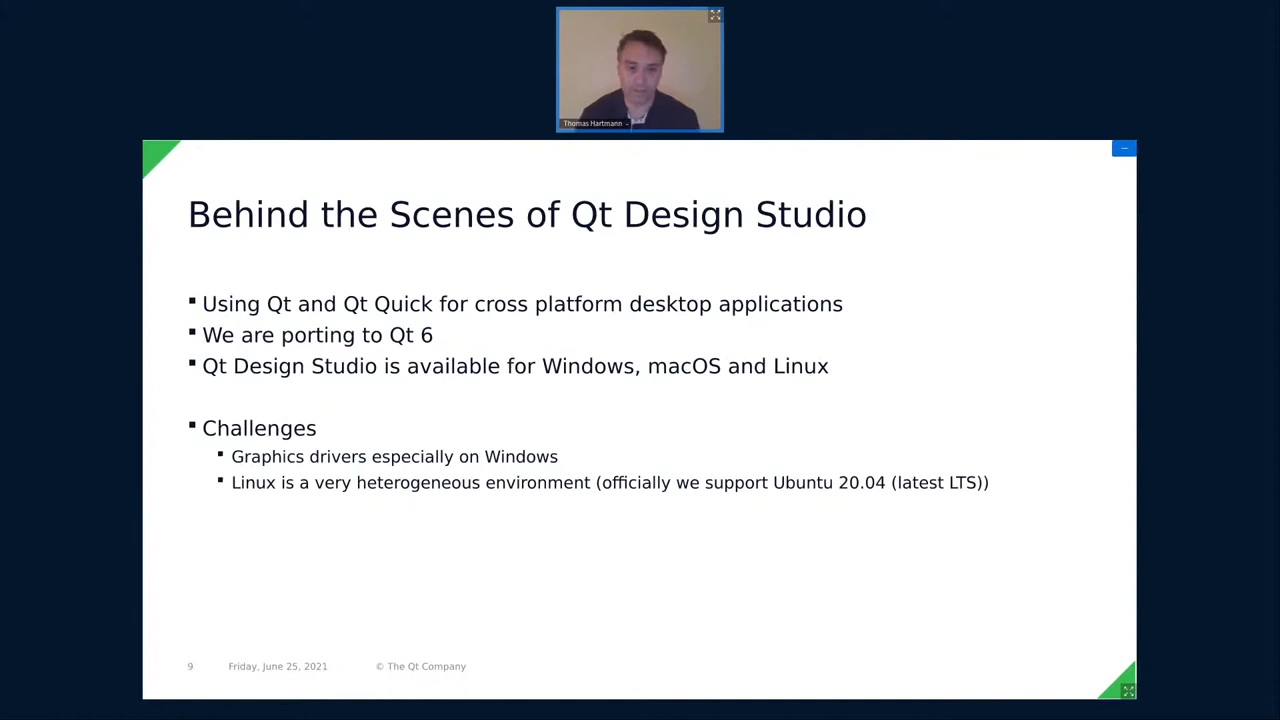 Thomas Hartmann
Behind the Scenes of Qt Design Studio
Using Qt and Qt Quick for cross platform desktop applications
We are porting to Qt 6
Qt Design Studio is available for Windows, macOS and Linux
Challenges
Graphics drivers especially on Windows
Linux is a very heterogeneous environment (officially we support Ubuntu 20.04 (latest LTS))
9 Friday, June 25, 2021 © The Qt Company